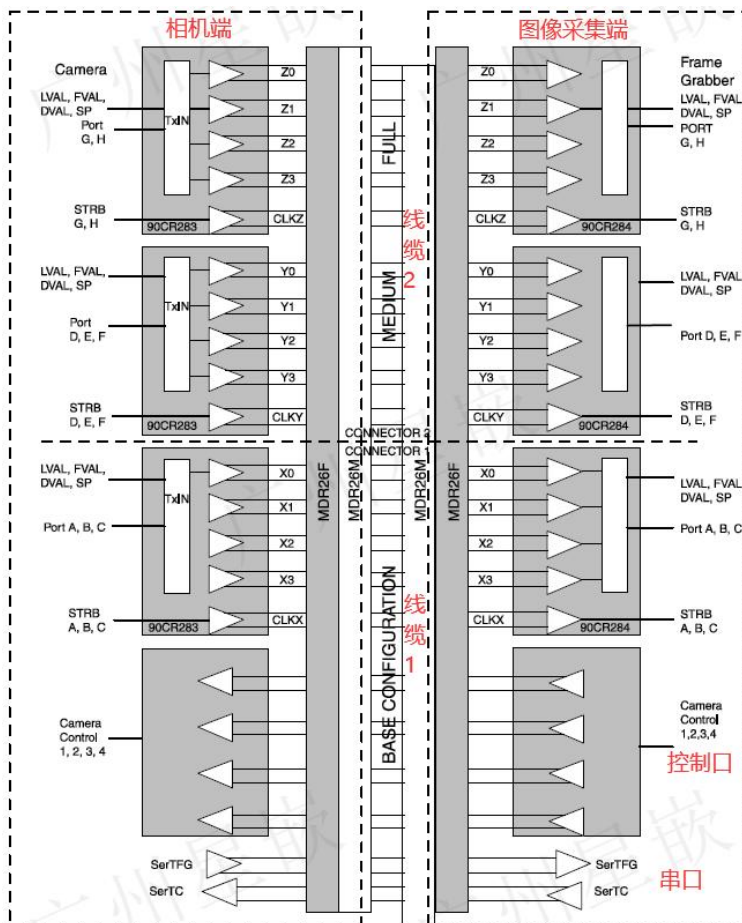 相机端
图像采集端
Camera
LVAL, FVAL,
DVAL, SP
Port
G, H
TxIN
STRB
G, H
90CR283
Z0
Z1
Z2
Z3
CLKZ
LVAL, FVAL,
DVAL, SP
Port
D, E, F
TxIN
STRB
D, E, F
90CR283
Y0
Y1
Y2
Y3
CLKY
LVAL, FVAL,
DVAL, SP
Port A, B, C
TxIN
STRB
A, B, C
90CR283
X0
X1
X2
X3
CLKX
Camera
Control
1, 2, 3, 4
SerTFG
SerTC
MDR26F
MDR26M
FULL
MEDIUM
CONNECTOR 2
CONNECTOR 1
BASE CONFIGURATION
线
缆
2
线
缆
1
MDR26M
MDR26F
Z0
Z1
Z2
Z3
CLKZ
Frame
Grabber
LVAL, FVAL,
DVAL, SP
PORT
G, H
STRB
G, H
90CR284
Y0
Y1
Y2
Y3
CLKY
LVAL, FVAL,
DVAL, SP
Port D, E, F
STRB
D, E, F
90CR284
X0
X1
X2
X3
CLKX
LVAL, FVAL,
DVAL, SP
Port A, B, C
STRB
A, B, C
90CR284
Camera
Control
1,2,3,4
控制口
SerTFG
SerTC
串口
广州星嵌